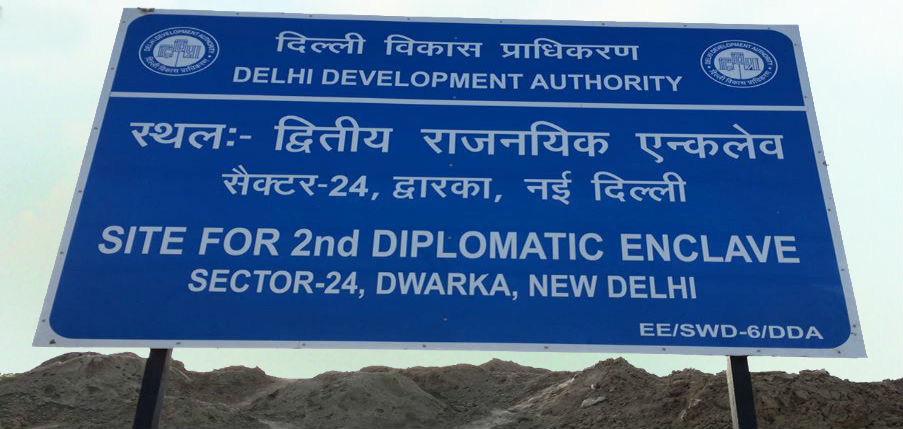 दिल्ली विकास प्राधिकरण
DELHI DEVELOPMENT AUTHORITY
स्थलः- द्वितीय राजनयिक एन्कलेव
सैक्टर-24, द्वारका, नई दिल्ली
SITE FOR 2nd DIPLOMATIC ENCLAVE
SECTOR-24, DWARKA, NEW DELHI
EE/SWD-6/DDA